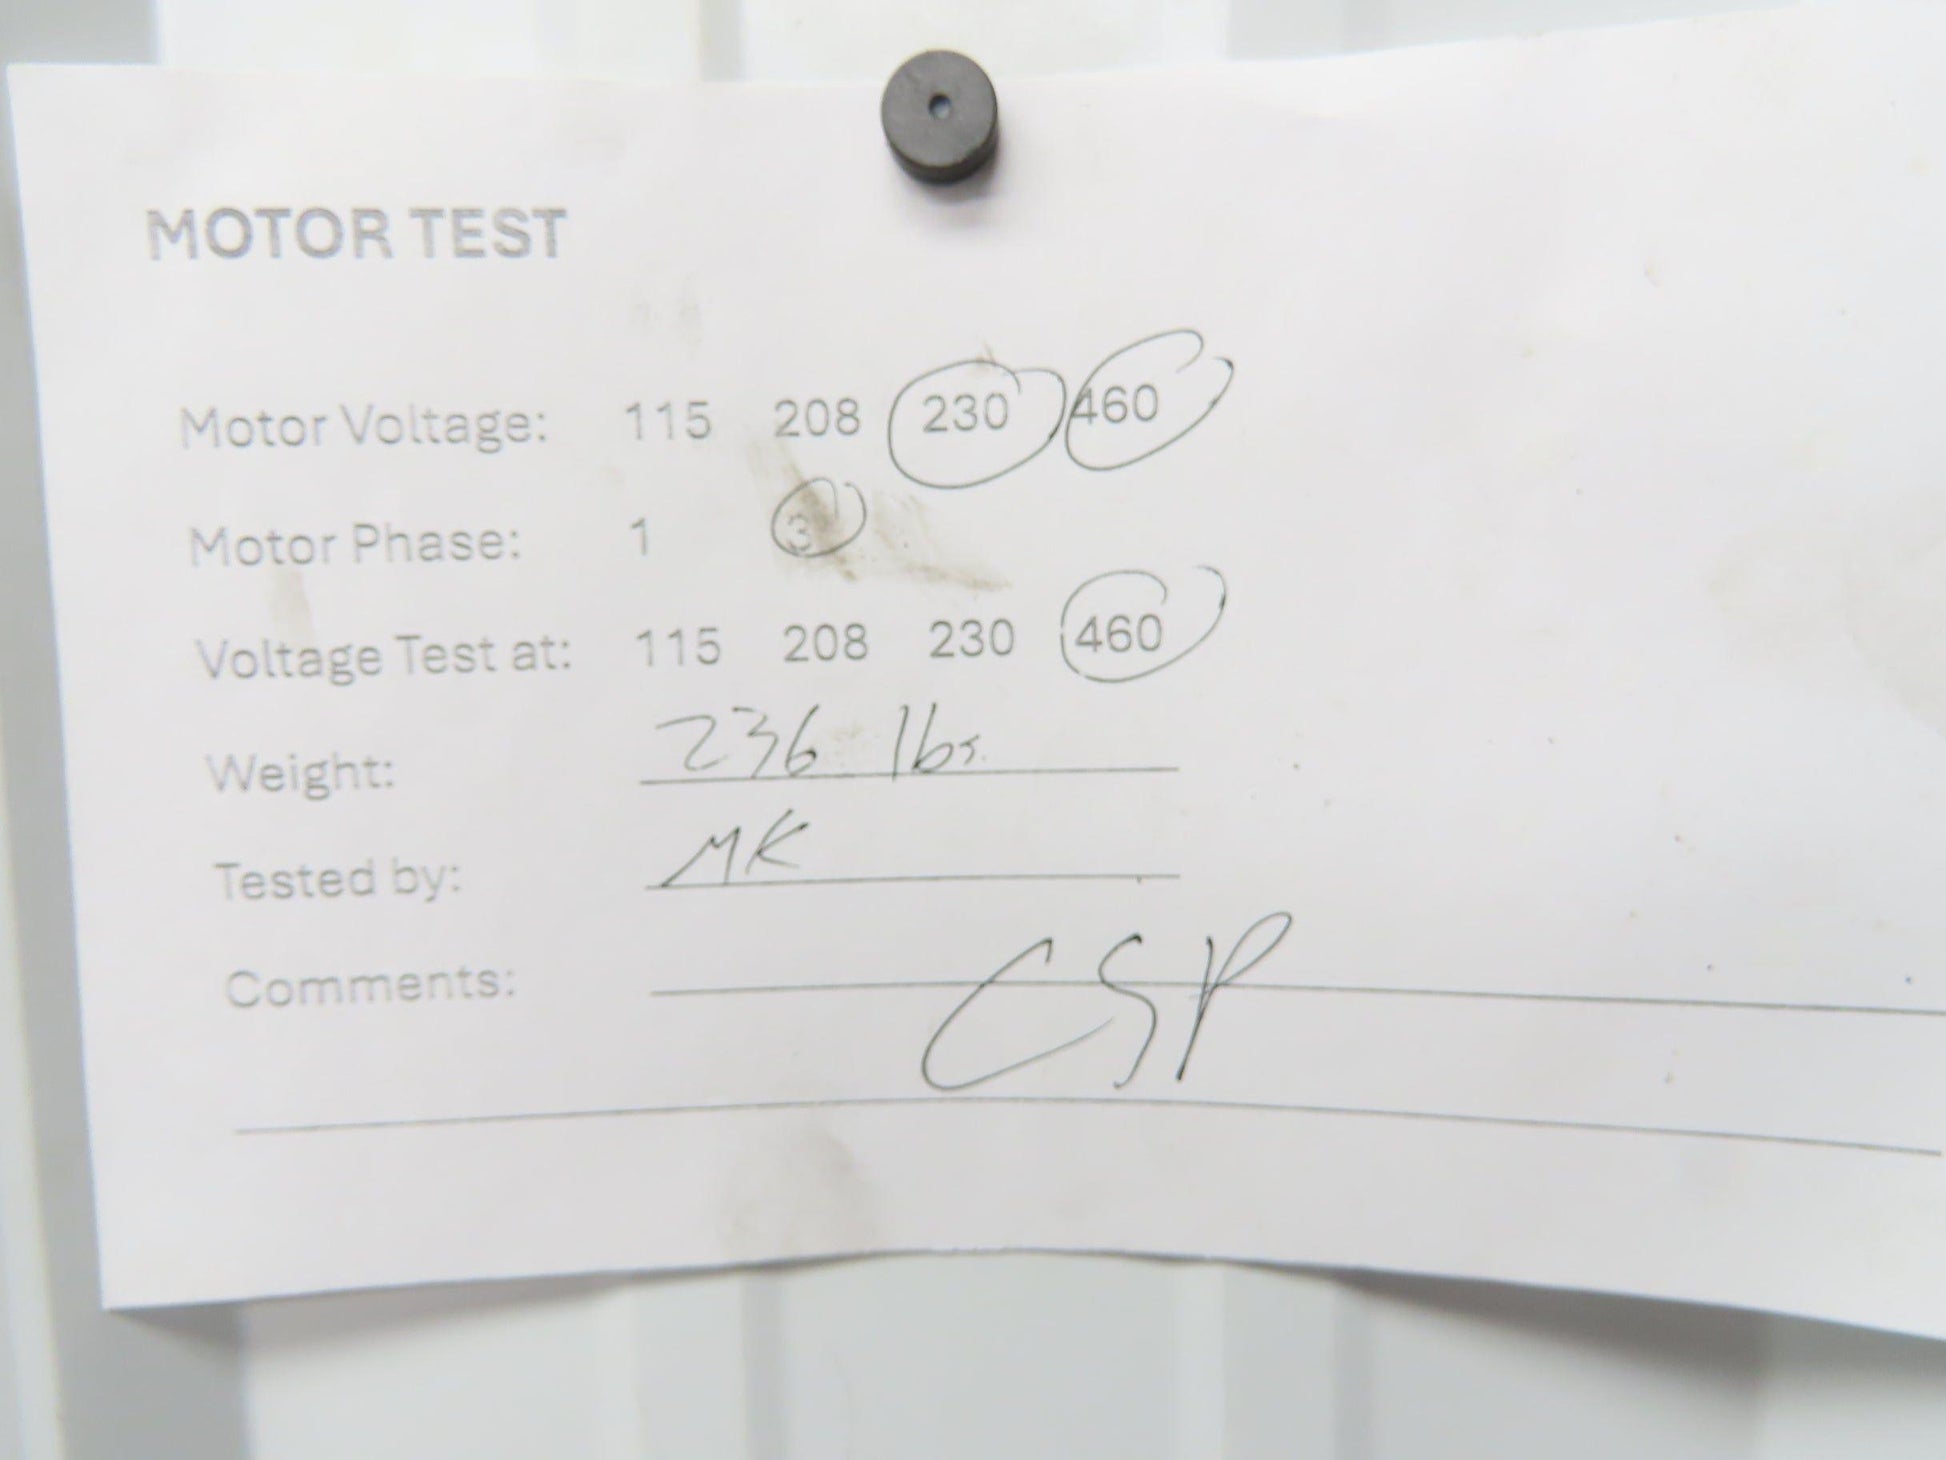 MOTOR TEST
Motor Voltage: 115 208 230 460
Motor Phase: 1 3
Voltage Test at: 115 208 230 460
Weight: 236 lbs.
Tested by: MK
Comments: CSP